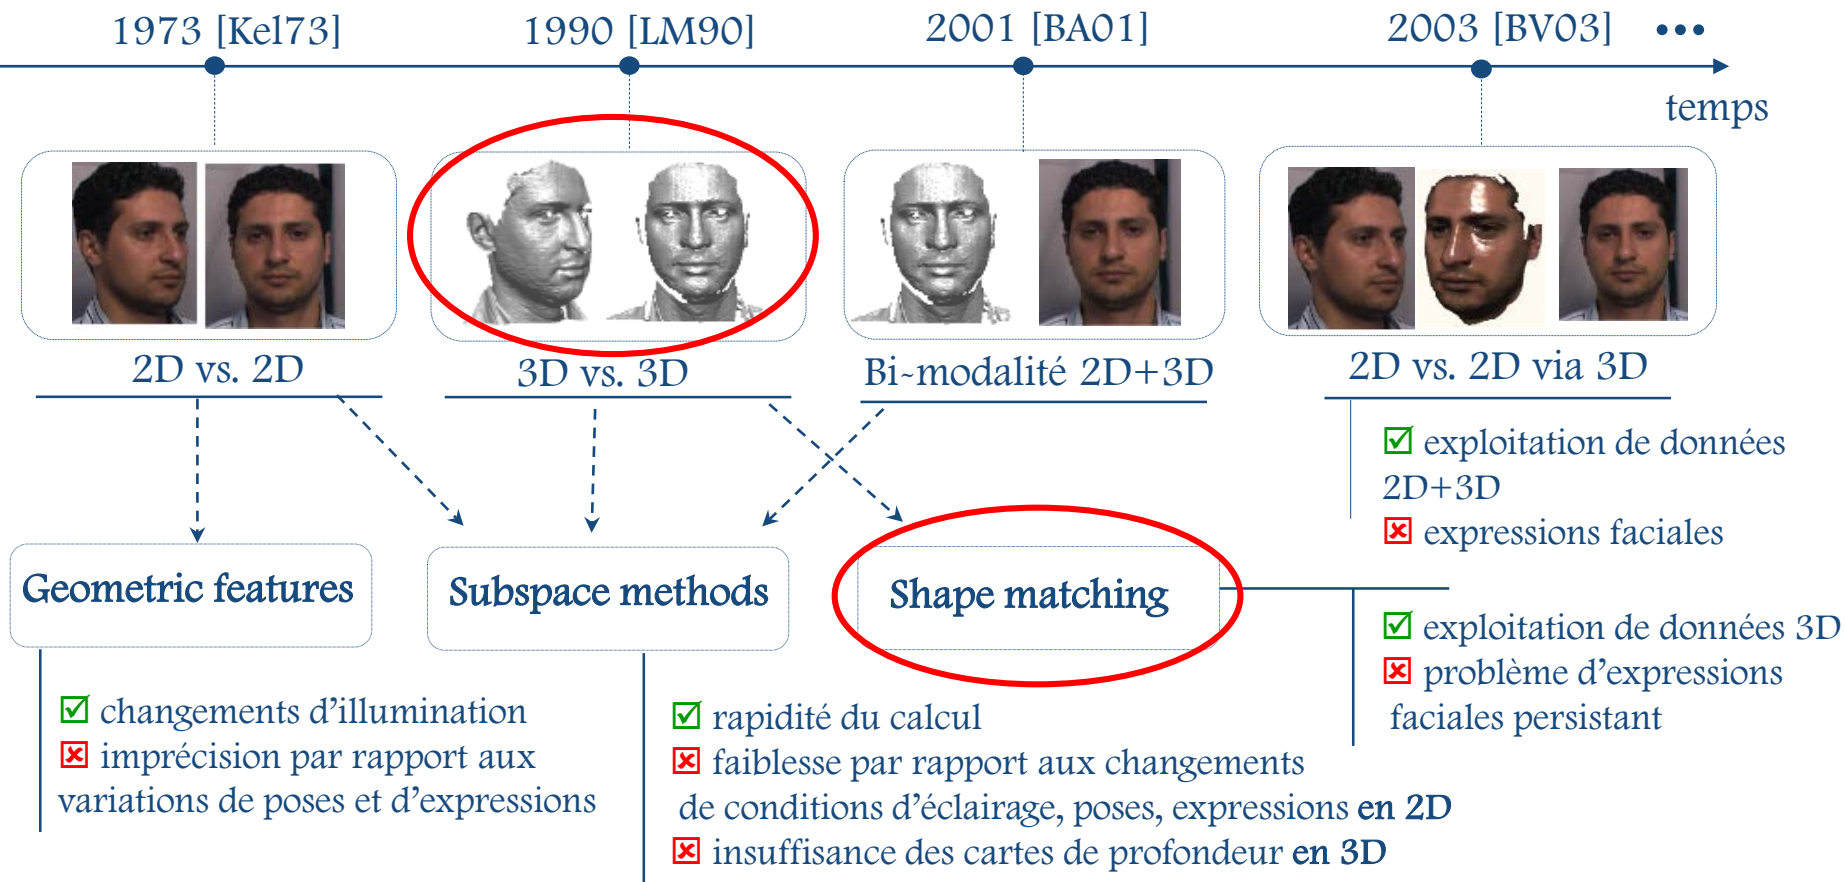 1973 [Kel73]
1990 [LM90]
2001 [BA01]
2003 [BV03] •••
temps
2D vs. 2D
3D vs. 3D
Bi-modalité 2D+3D
2D vs. 2D via 3D
☑ exploitation de données
2D+3D
☒ expressions faciales
Geometric features
Subspace methods
Shape matching
☑ changements d'illumination
☒ imprécision par rapport aux
variations de poses et d'expressions
☑ rapidité du calcul
☒ faiblesse par rapport aux changements
de conditions d'éclairage, poses, expressions en 2D
☒ insuffisance des cartes de profondeur en 3D
☑ exploitation de données 3D
☒ problème d'expressions
faciales persistant